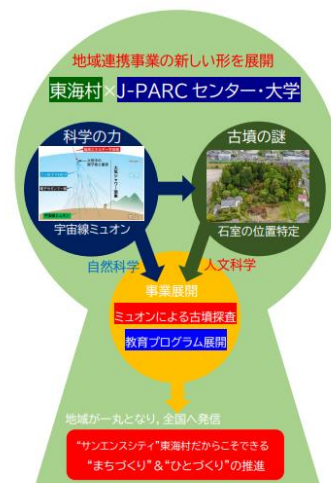 地域連携事業の新しい形を展開
東海村×J-PARC センター・大学
科学の力
古墳の謎
宇宙線ミュオン
石室の位置特定
自然科学
人文科学
事業展開
ミュオンによる古墳探査
教育プログラム展開
地域が一丸となり,全国へ発信
“サンエンスシティ”東海村だからこそできる
“まちづくり”&“ひとづくり”の推進